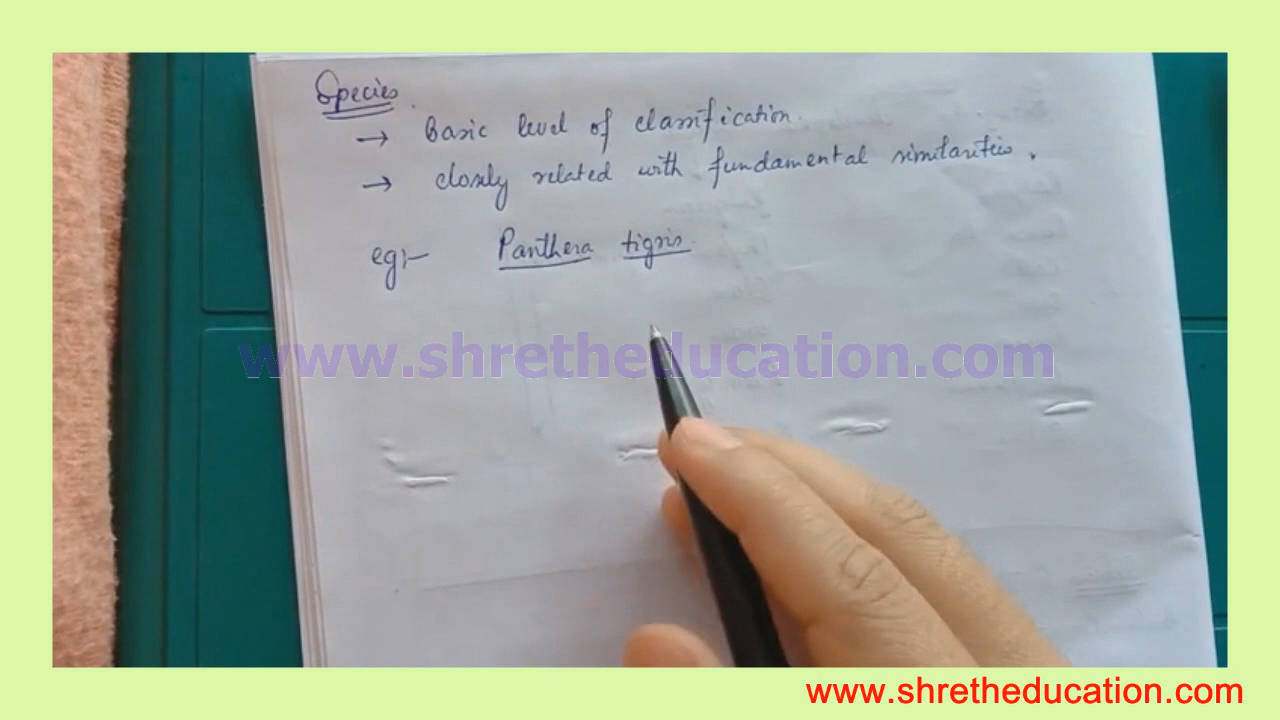 Species.
→ Basic level of classification.
→ closely related with fundamental similarities.
eg:- Panthera tigris
www.shretheducation.com
www.shretheducation.com